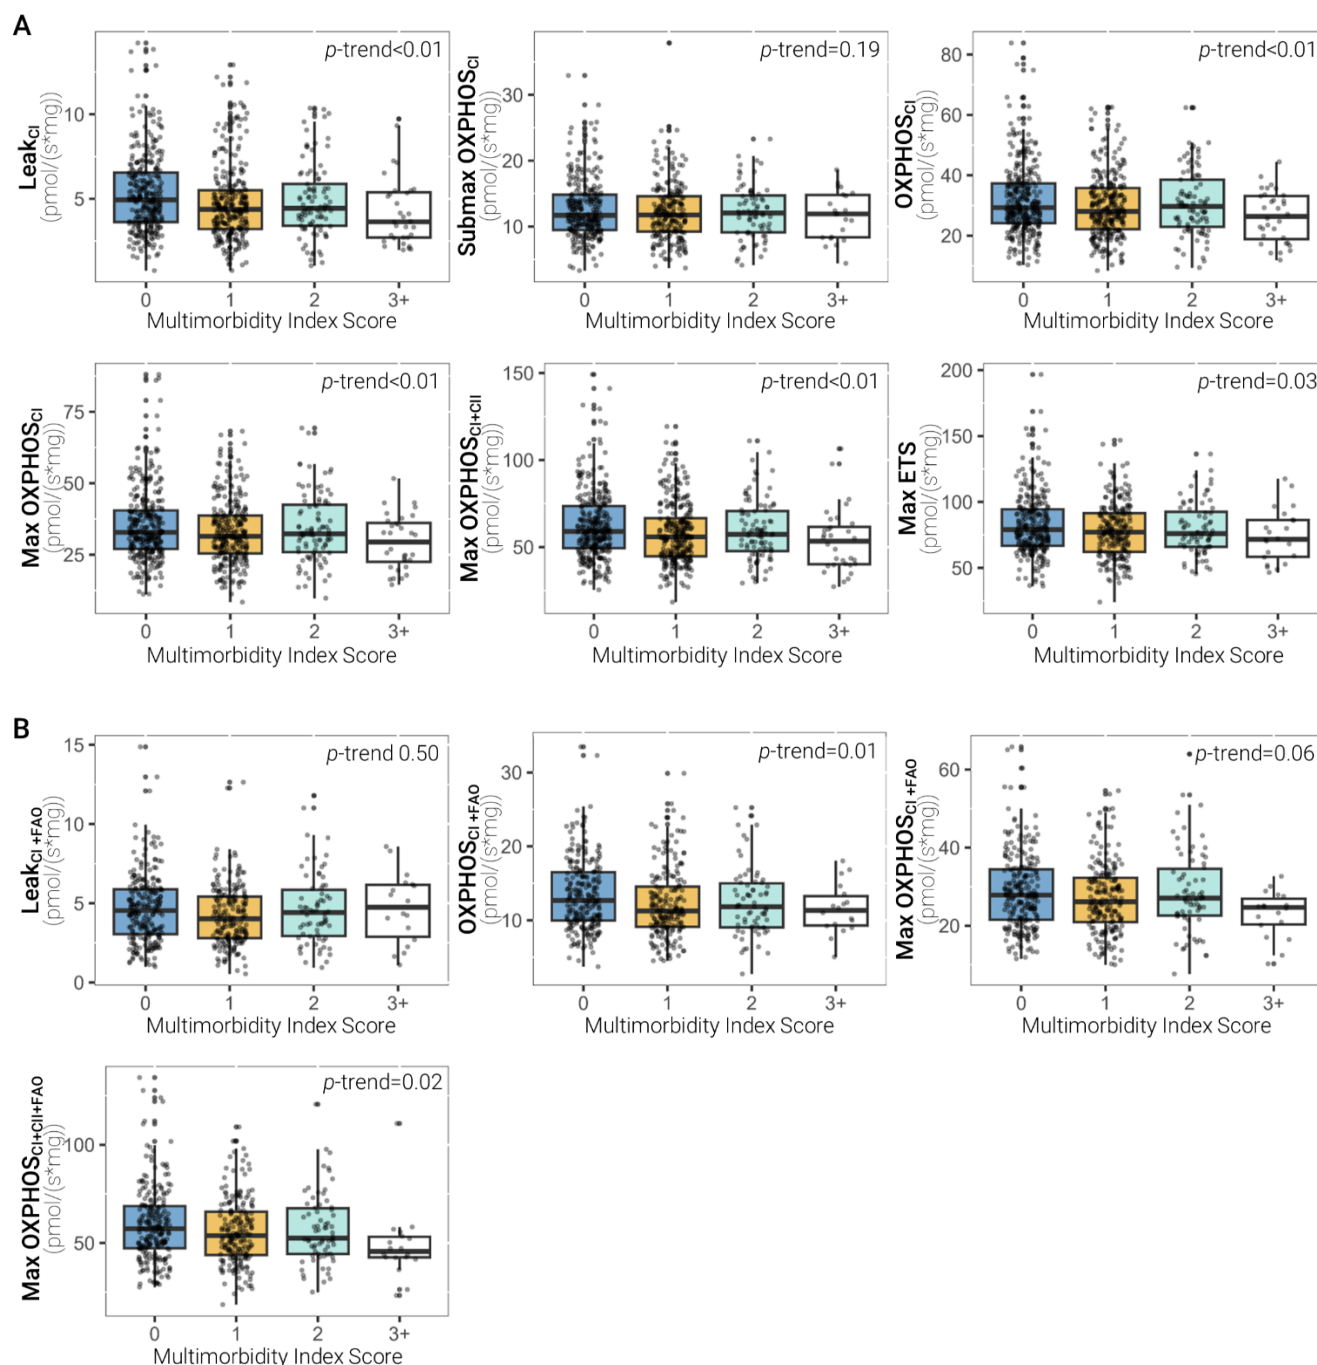 A
Leak_CI
(pmol/(s*mg))
p-trend<0.01
10
5
0 1 2 3+
Multimorbidity Index Score
Submax OXPHOS_CI
(pmol/(s*mg))
p-trend=0.19
30
20
10
0 1 2 3+
Multimorbidity Index Score
OXPHOS_CI
(pmol/(s*mg))
p-trend<0.01
80
60
40
20
0 1 2 3+
Multimorbidity Index Score
Max OXPHOS_CI
(pmol/(s*mg))
p-trend<0.01
75
50
25
0 1 2 3+
Multimorbidity Index Score
Max OXPHOS_CI+CII
(pmol/(s*mg))
p-trend<0.01
150
100
50
0 1 2 3+
Multimorbidity Index Score
Max ETS
(pmol/(s*mg))
p-trend=0.03
200
150
100
50
0 1 2 3+
Multimorbidity Index Score
B
Leak_CI +FAO
(pmol/(s*mg))
p-trend 0.50
15
10
5
0
0 1 2 3+
Multimorbidity Index Score
OXPHOS_CI +FAO
(pmol/(s*mg))
p-trend=0.01
30
20
10
0 1 2 3+
Multimorbidity Index Score
Max OXPHOS_CI +FAO
(pmol/(s*mg))
p-trend=0.06
60
40
20
0 1 2 3+
Multimorbidity Index Score
Max OXPHOS_CI+CII+FAO
(pmol/(s*mg))
p-trend=0.02
100
50
0 1 2 3+
Multimorbidity Index Score